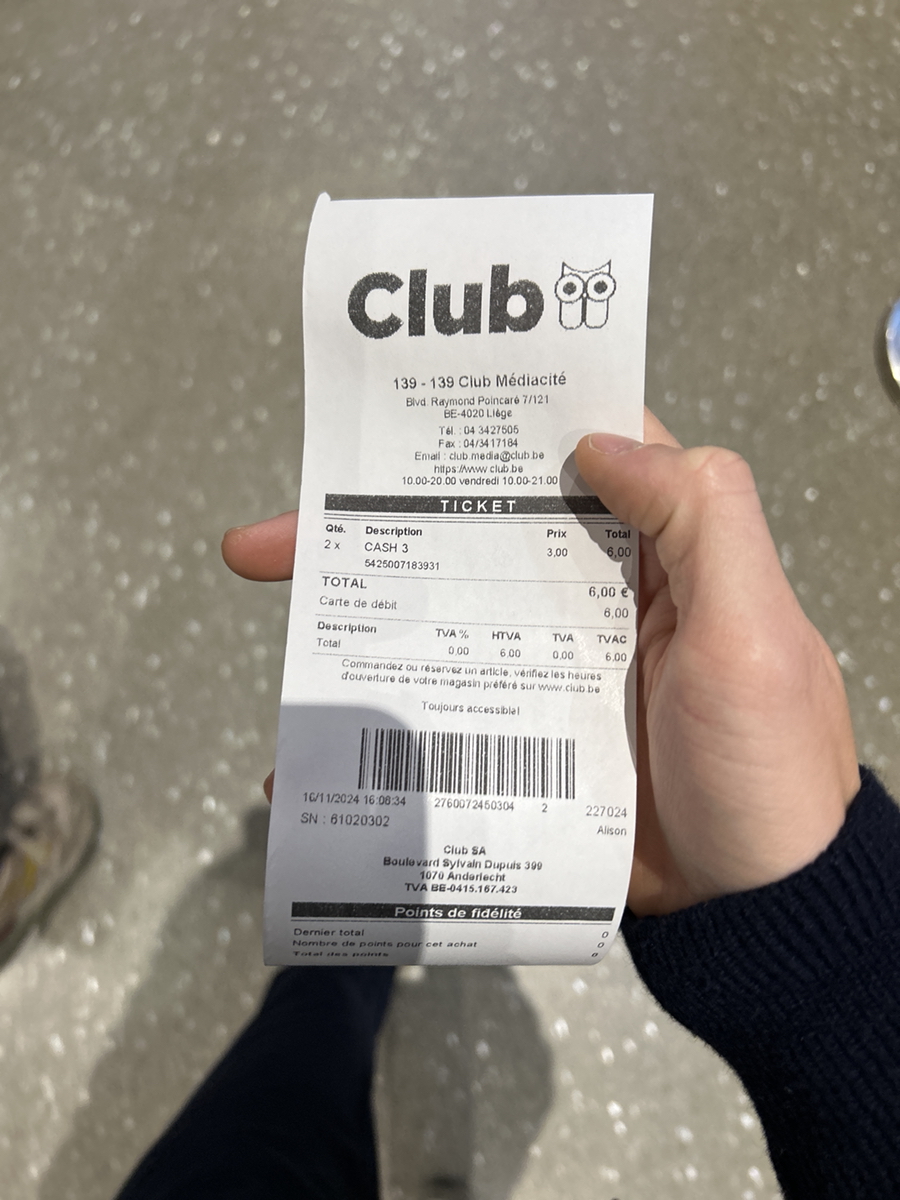 Club
139 - 139 Club Médiacité
Blvd. Raymond Poincaré 7/121
BE-4020 Liége
Tél. : 04 3427505
Fax : 04/3417184
Email : club.media@club.be
https://www.club.be
10.00-20.00 vendredi 10.00-21.00
TICKET
Qté. Description Prix Total
2 x CASH 3 3,00 6,00
5425007183931
TOTAL 6,00 €
Carte de débit 6,00
Description TVA % HTVA TVA TVAC
Total 0,00 6,00 0,00 6,00
Commandez ou réservez un article, vérifiez les heures
d'ouverture de votre magasin préféré sur www.club.be
Toujours accessible!
16/11/2024 16:06:34 2760072450304 2 227024
SN : 61020302 Alison
Club SA
Boulevard Sylvain Dupuis 399
1070 Anderlecht
TVA BE-0415.167.423
Points de fidélité
Dernier total 0
Nombre de points pour cet achat 0
Total des points 0